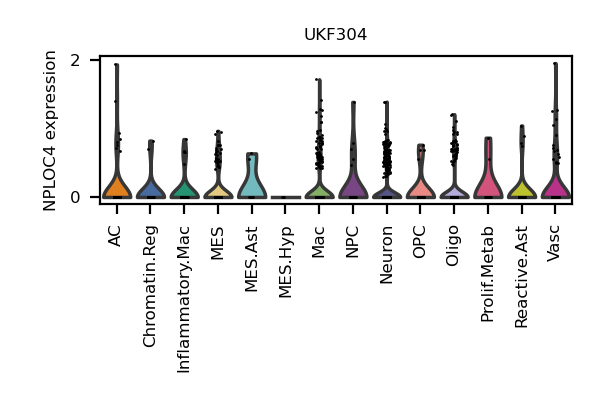 UKF304
NPLOC4 expression
2
0
AC
Chromatin.Reg
Inflammatory.Mac
MES
MES.Ast
MES.Hyp
Mac
NPC
Neuron
OPC
Oligo
Prolif.Metab
Reactive.Ast
Vasc